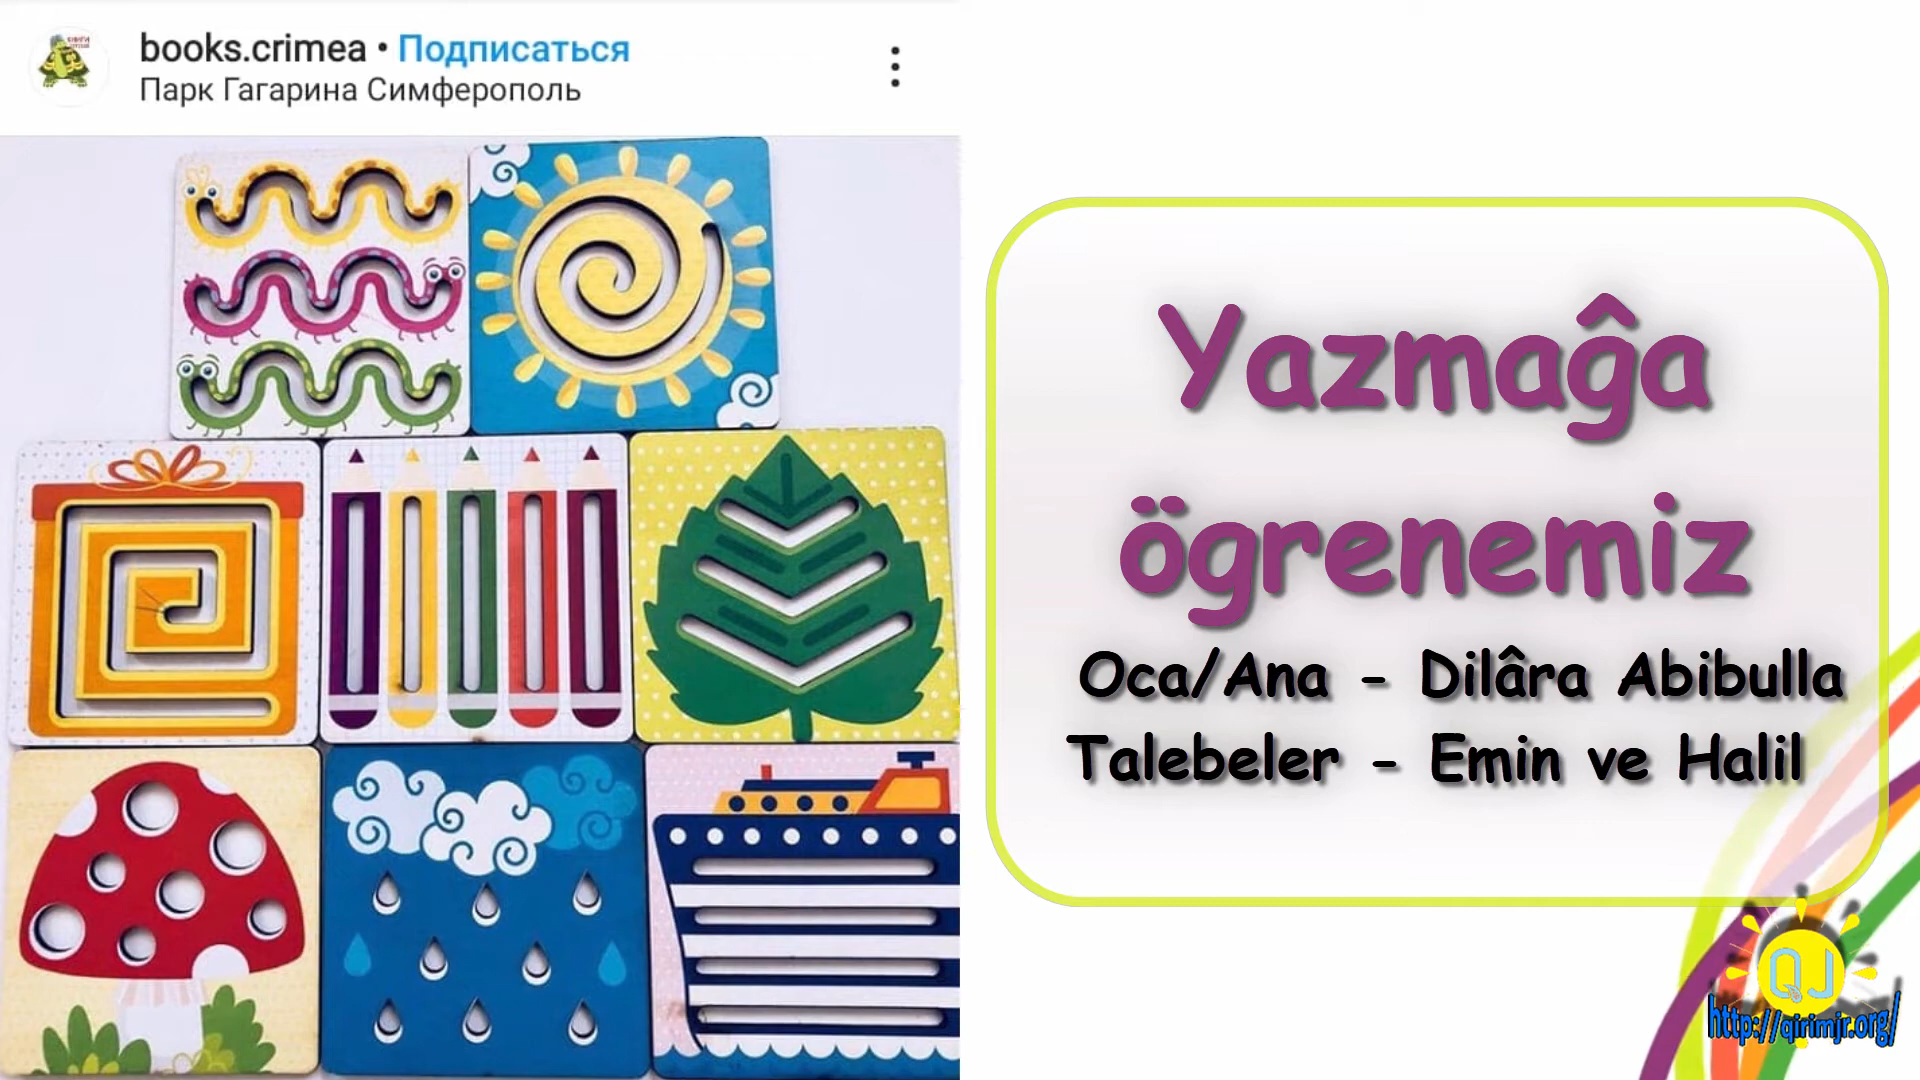 books.crimea • Подписаться
Парк Гагарина Симферополь
Yazmaĝa
ögrenemiz
Oca/Ana - Dilâra Abibulla
Talebeler - Emin ve Halil
QJ
http://qirimjr.org/